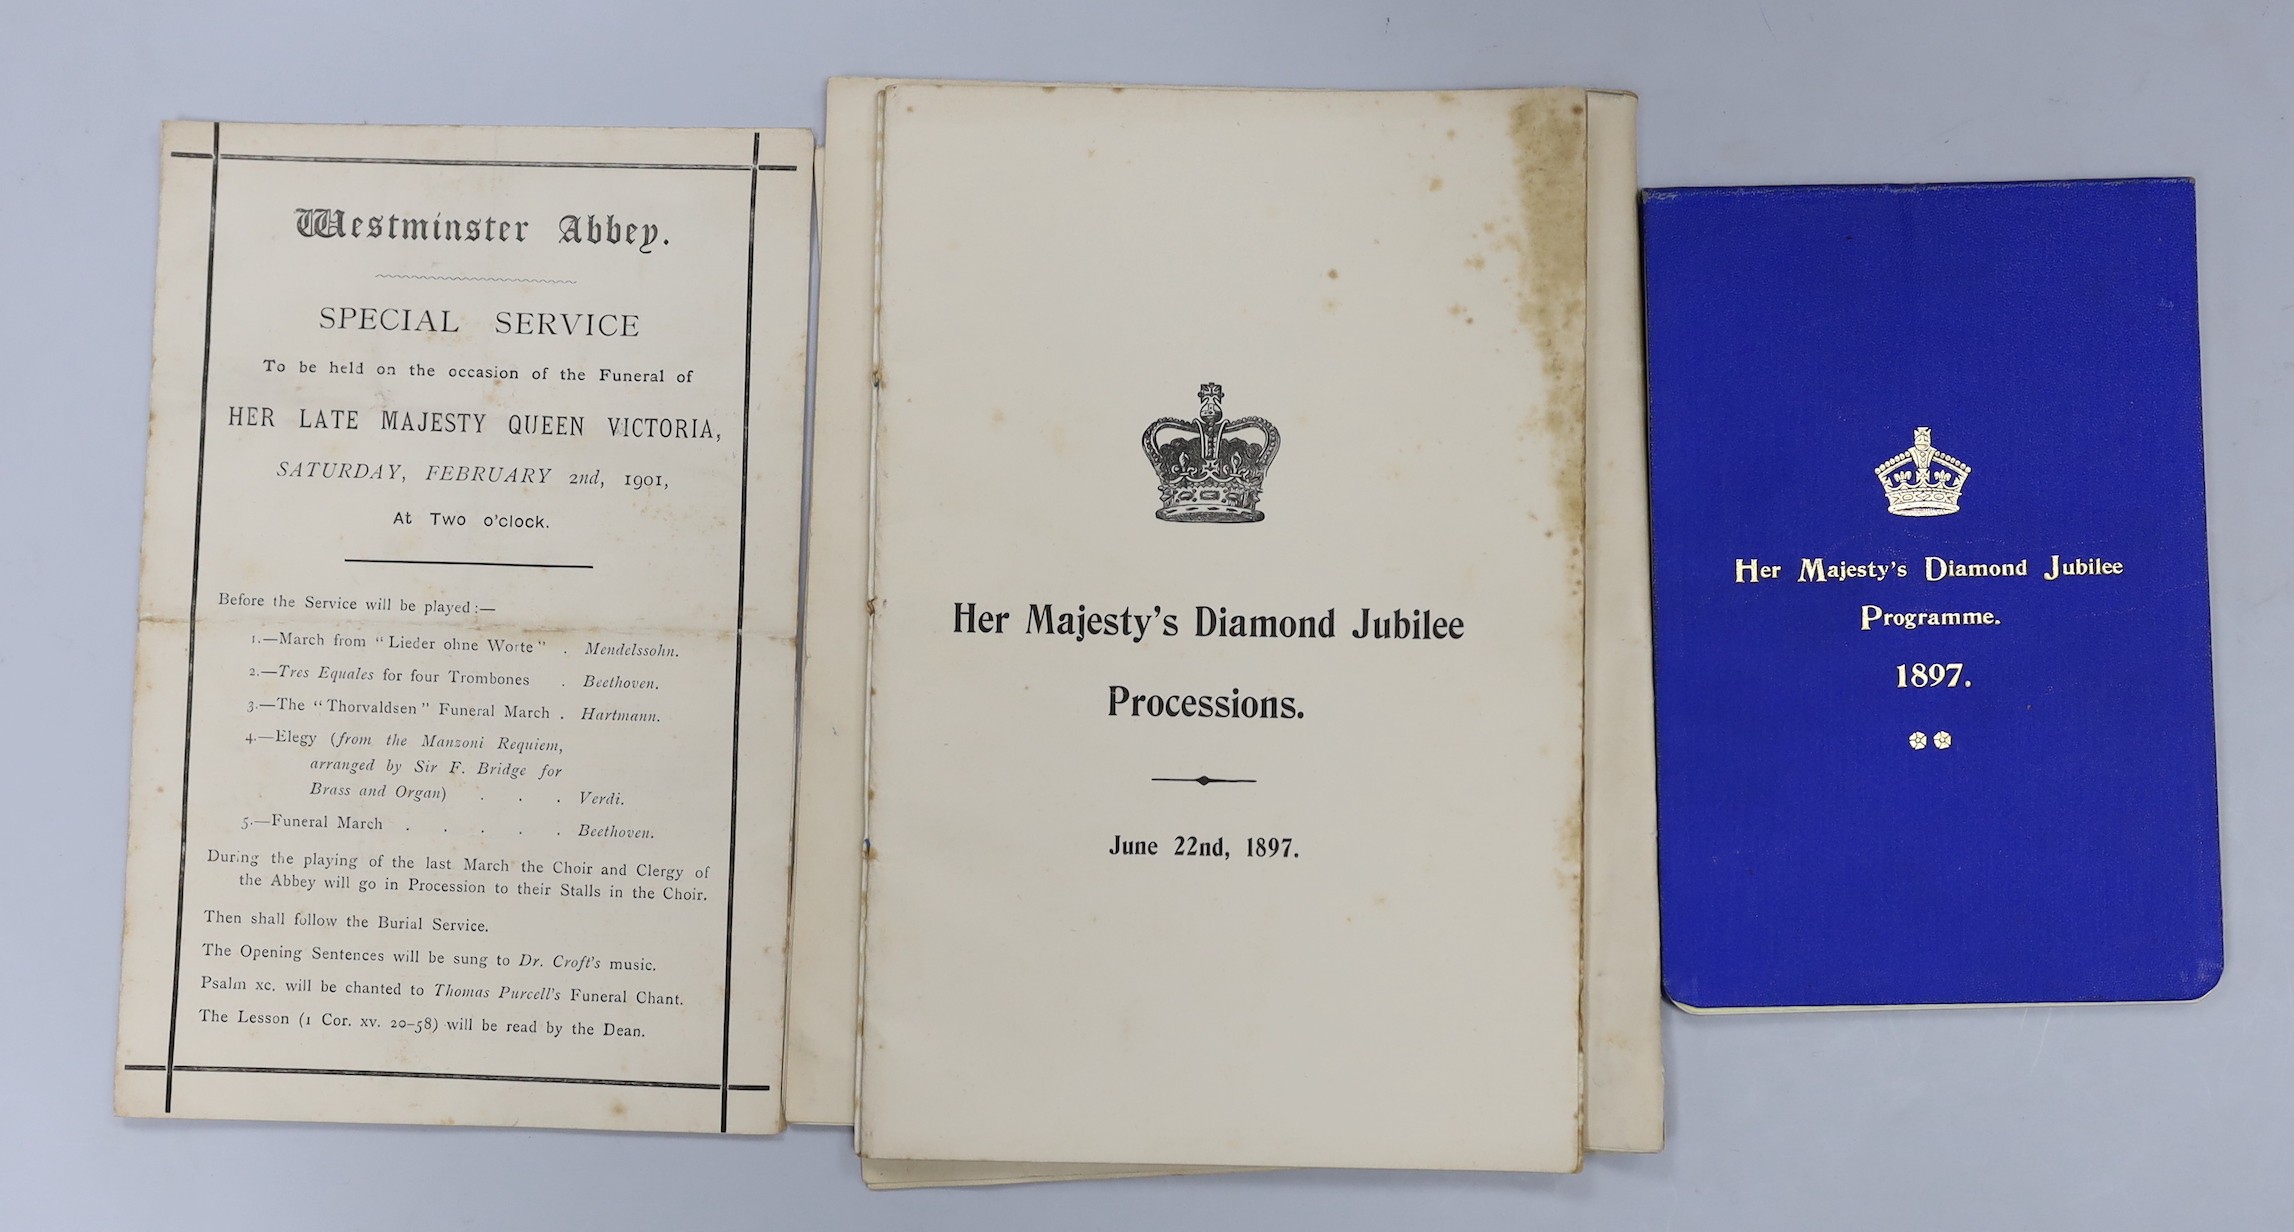 Westminster Abbey.
SPECIAL SERVICE
To be held on the occasion of the Funeral of
HER LATE MAJESTY QUEEN VICTORIA,
SATURDAY, FEBRUARY 2nd, 1901,
At Two o'clock.
Before the Service will be played:—
1.—March from "Lieder ohne Worte" . Mendelssohn.
2.—Tres Equales for four Trombones . Beethoven.
3.—The "Thorvaldsen" Funeral March . Hartmann.
4.—Elegy (from the Manzoni Requiem,
arranged by Sir F. Bridge for
Brass and Organ) . . . Verdi.
5.—Funeral March . . . . . Beethoven.
During the playing of the last March the Choir and Clergy of
the Abbey will go in Procession to their Stalls in the Choir.
Then shall follow the Burial Service.
The Opening Sentences will be sung to Dr. Croft's music.
Psalm xc. will be chanted to Thomas Purcell's Funeral Chant.
The Lesson (1 Cor. xv. 20–58) will be read by the Dean.
Her Majesty's Diamond Jubilee
Processions.
June 22nd, 1897.
Her Majesty's Diamond Jubilee
Programme.
1897.